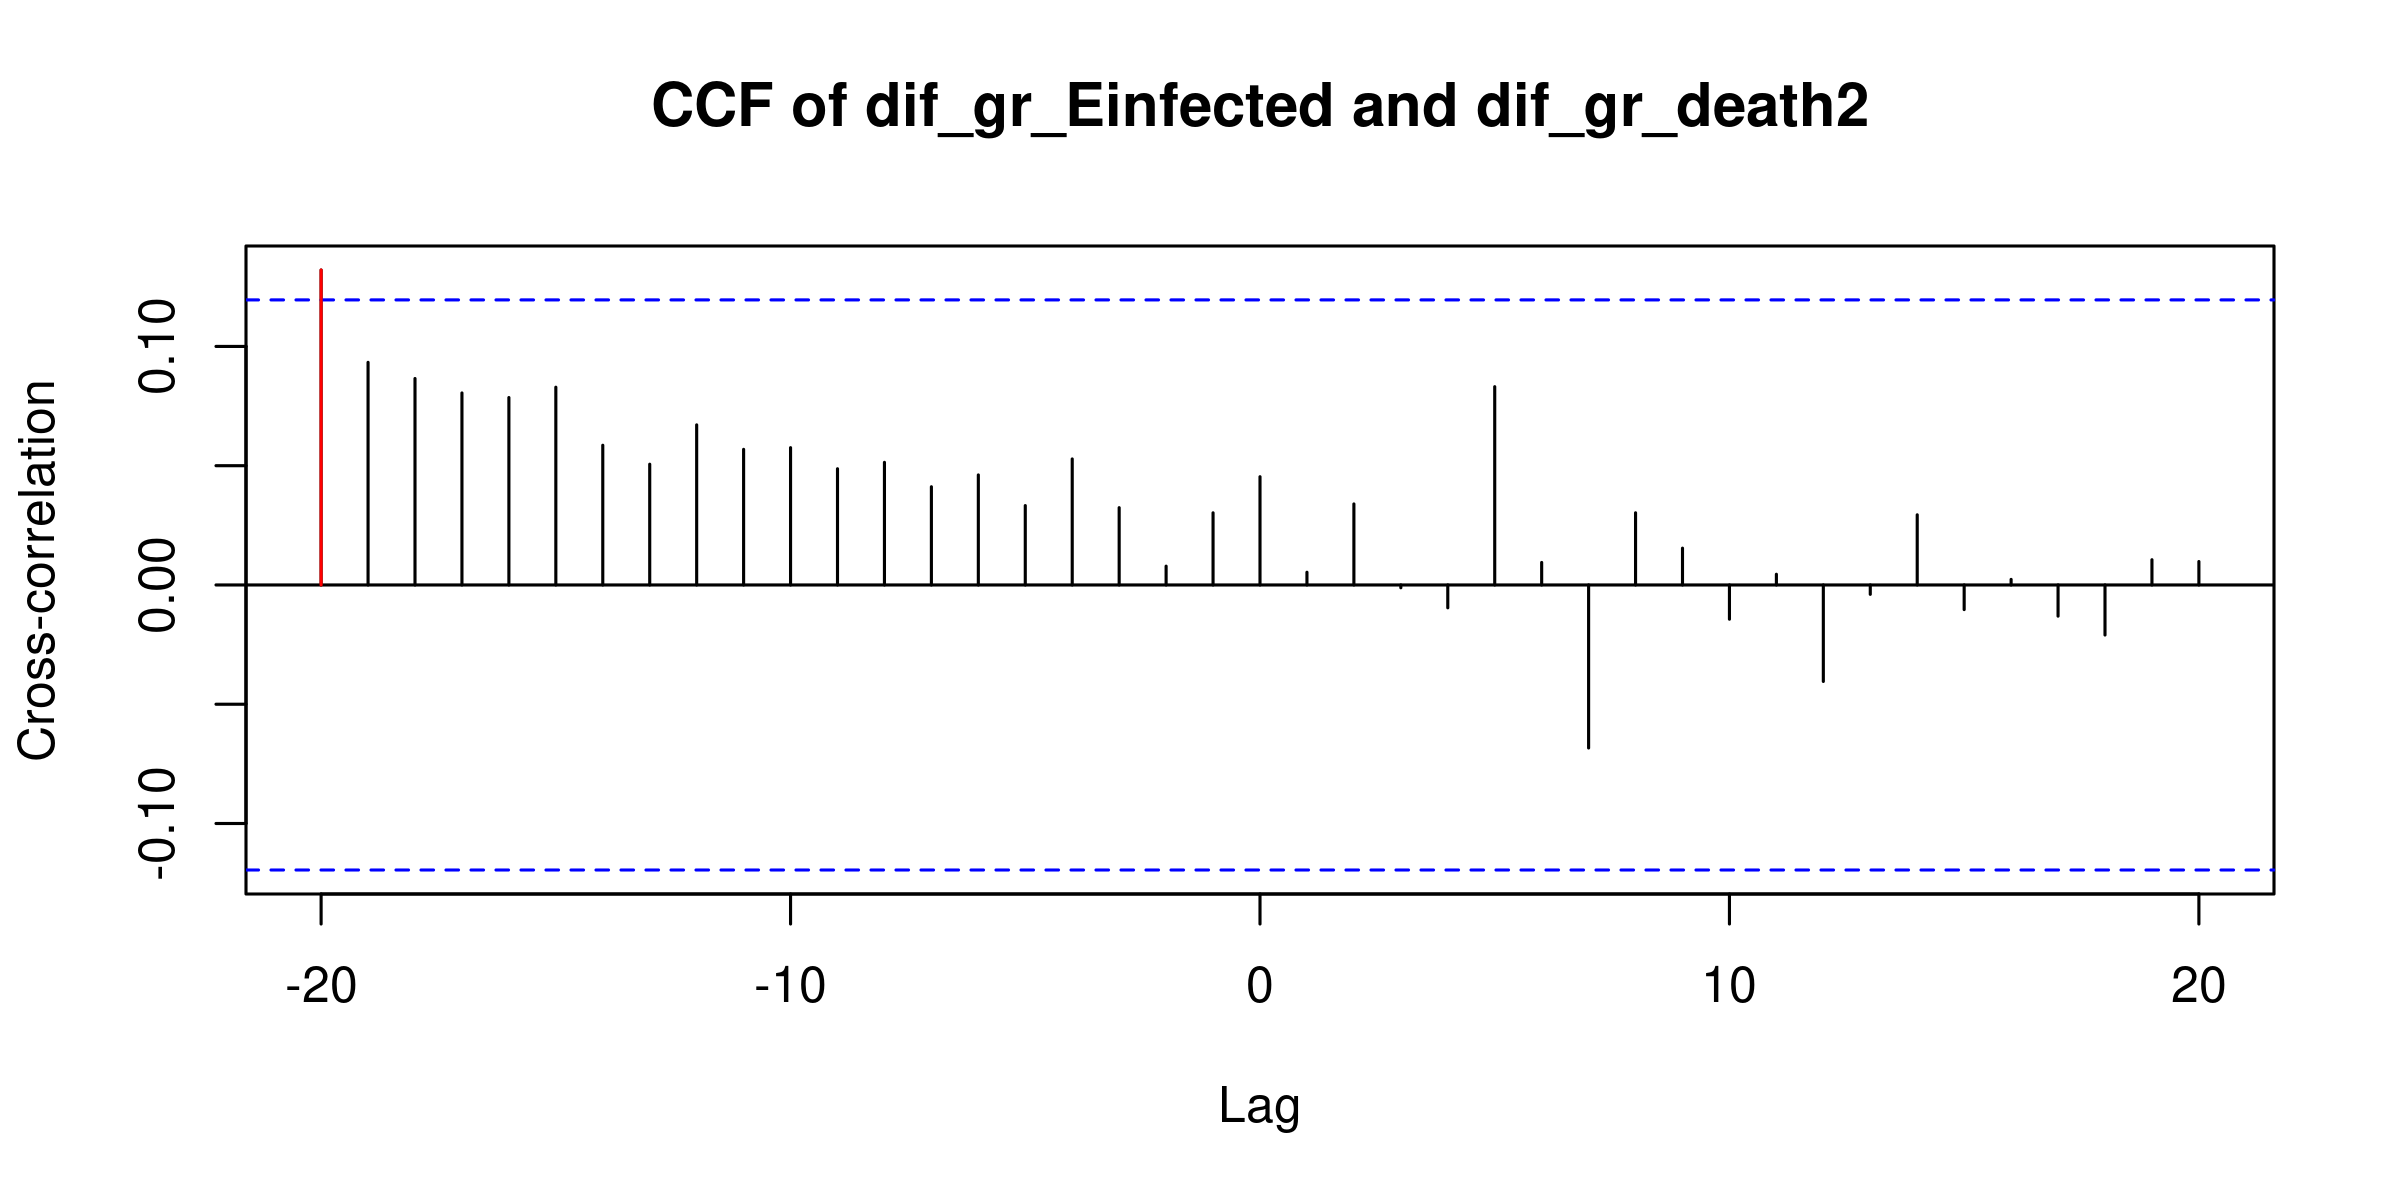 CCF of dif_gr_Einfected and dif_gr_death2
Cross-correlation
0.10
0.00
-0.10
-20 -10 0 10 20
Lag